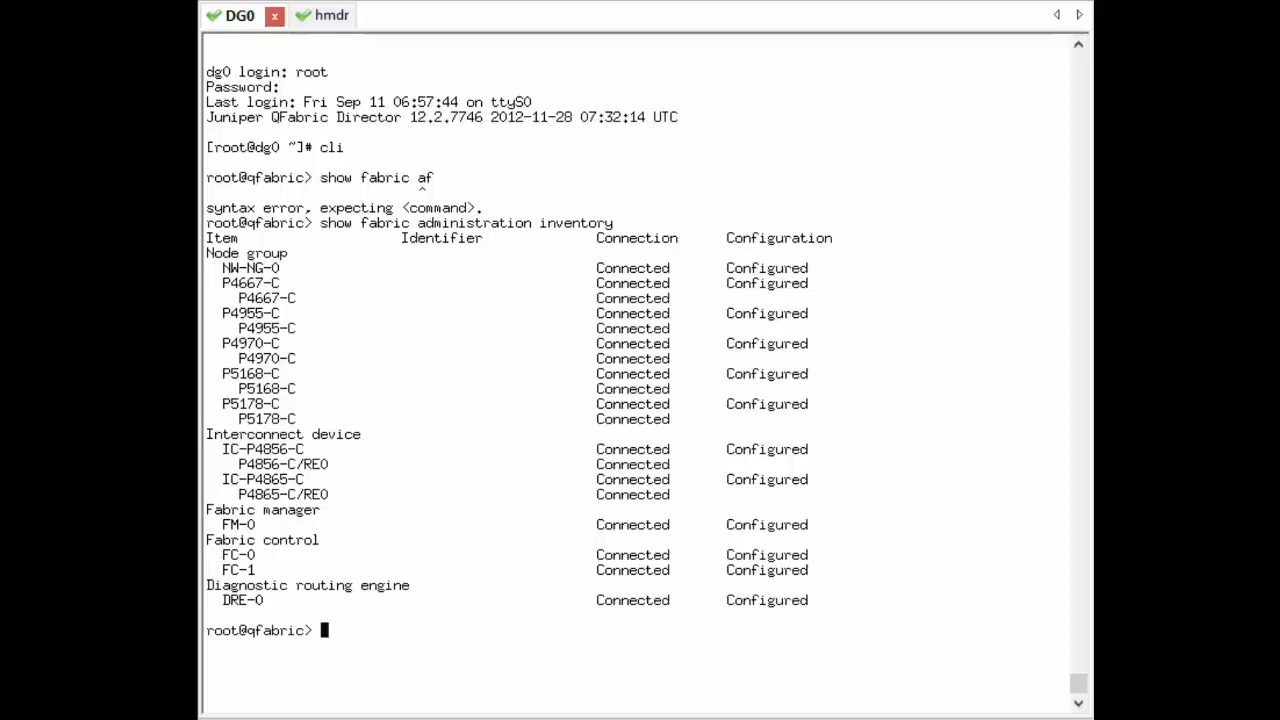 DG0 x hmdr
dg0 login: root
Password:
Last login: Fri Sep 11 06:57:44 on ttyS0
Juniper QFabric Director 12.2.7746 2012-11-28 07:32:14 UTC
[root@dg0 ~]# cli
root@qfabric> show fabric af
^
syntax error, expecting <command>.
root@qfabric> show fabric administration inventory
Item Identifier Connection Configuration
Node group
NW-NG-0 Connected Configured
P4667-C Connected Configured
P4667-C Connected
P4955-C Connected Configured
P4955-C Connected
P4970-C Connected Configured
P4970-C Connected
P5168-C Connected Configured
P5168-C Connected
P5178-C Connected Configured
P5178-C Connected
Interconnect device
IC-P4856-C Connected Configured
P4856-C/RE0 Connected
IC-P4865-C Connected Configured
P4865-C/RE0 Connected
Fabric manager
FM-0 Connected Configured
Fabric control
FC-0 Connected Configured
FC-1 Connected Configured
Diagnostic routing engine
DRE-0 Connected Configured
root@qfabric>